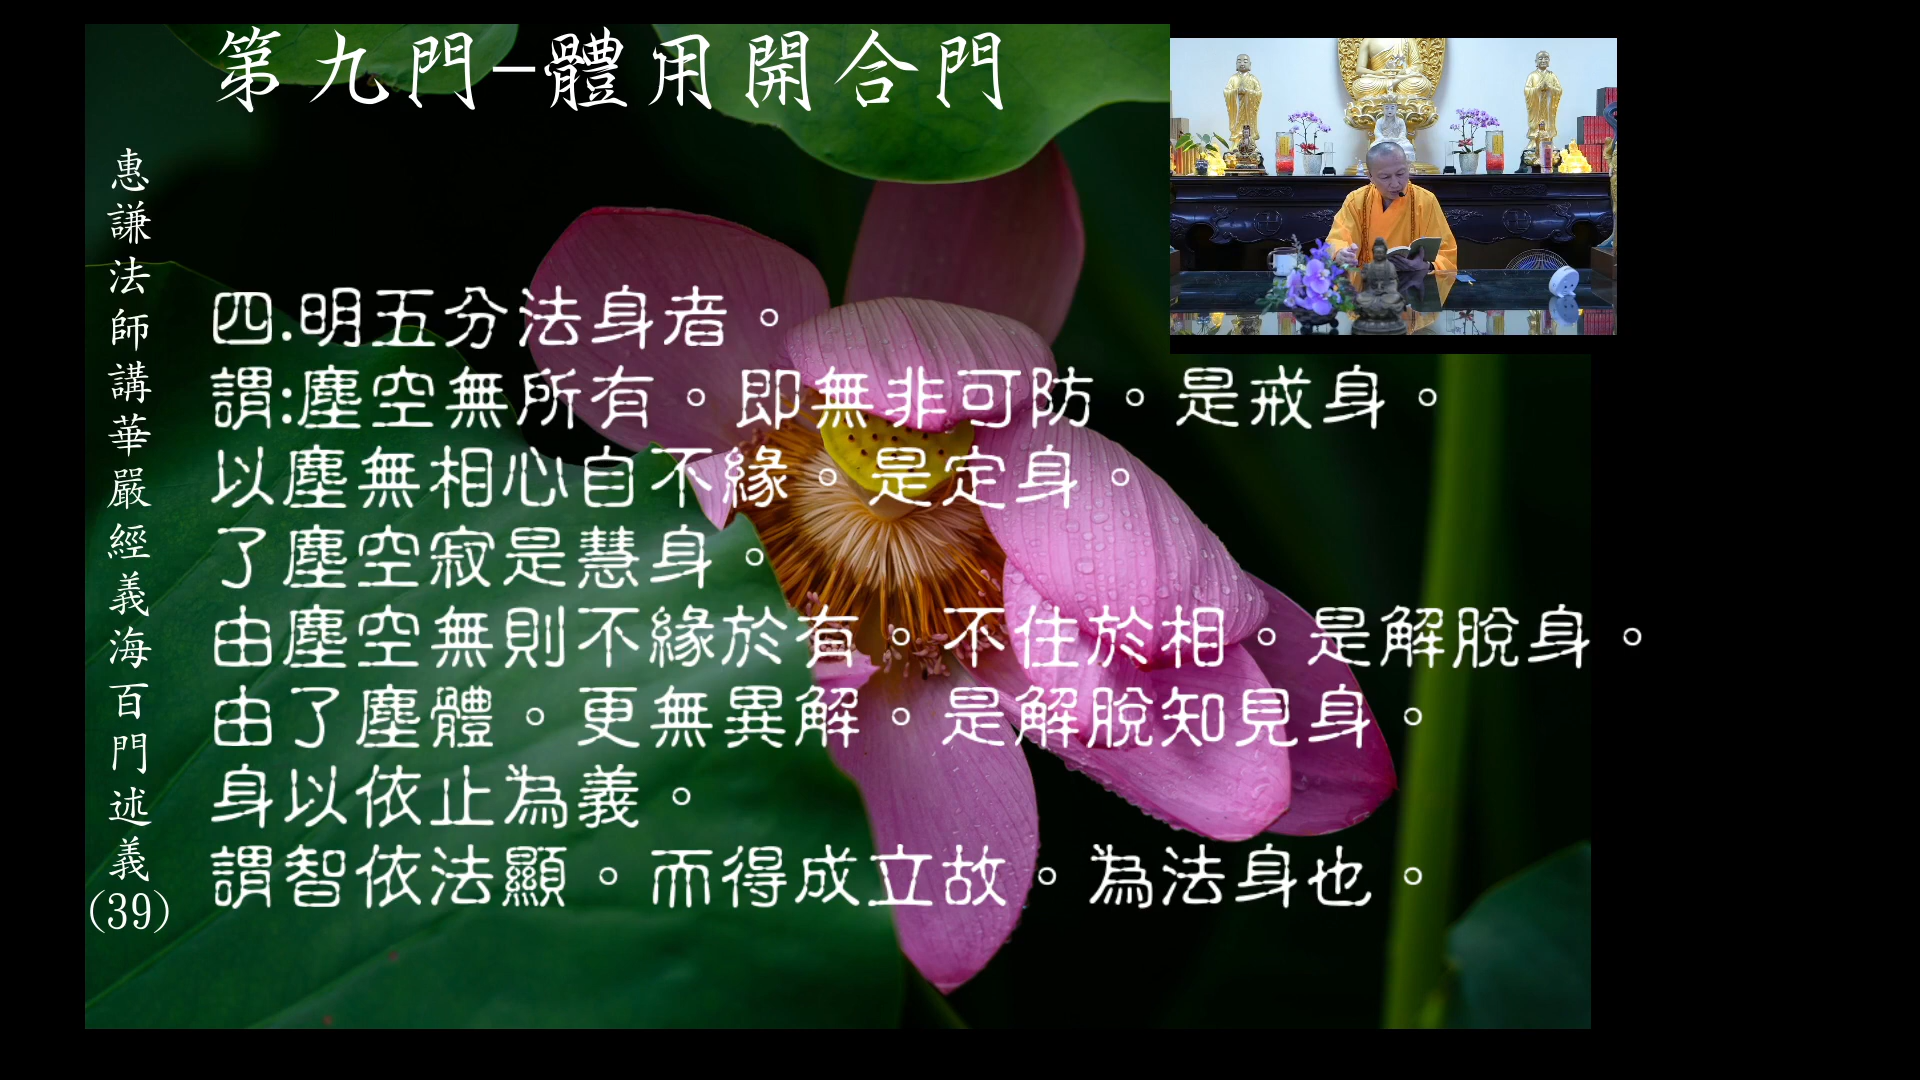 第九門-體用開合門
惠謙法師講華嚴經義海百門述義(39)
四.明五分法身者。
謂:塵空無所有。即無非可防。是戒身。
以塵無相心自不緣。是定身。
了塵空寂是慧身。
由塵空無則不緣於有。不住於相。是解脫身。
由了塵體。更無異解。是解脫知見身。
身以依止為義。
謂智依法顯。而得成立故。為法身也。